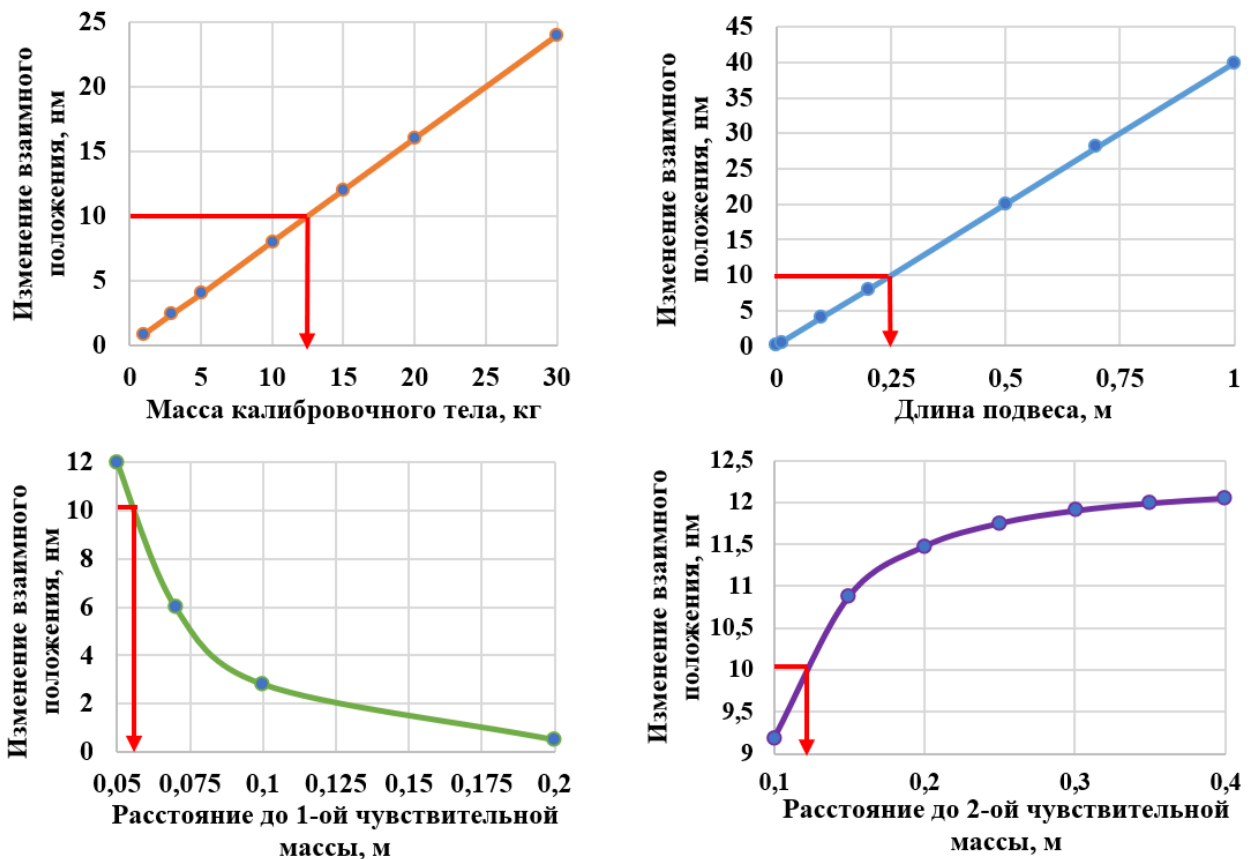 Изменение взаимного
положения, нм
25
20
15
10
5
0
0 5 10 15 20 25 30
Масса калибровочного тела, кг
Изменение взаимного
положения, нм
45
40
35
30
25
20
15
10
5
0
0 0,25 0,5 0,75 1
Длина подвеса, м
Изменение взаимного
положения, нм
12
10
8
6
4
2
0
0,05 0,075 0,1 0,125 0,15 0,175 0,2
Расстояние до 1-ой чувствительной
массы, м
Изменение взаимного
положения, нм
12,5
12
11,5
11
10,5
10
9,5
9
0,1 0,2 0,3 0,4
Расстояние до 2-ой чувствительной
массы, м